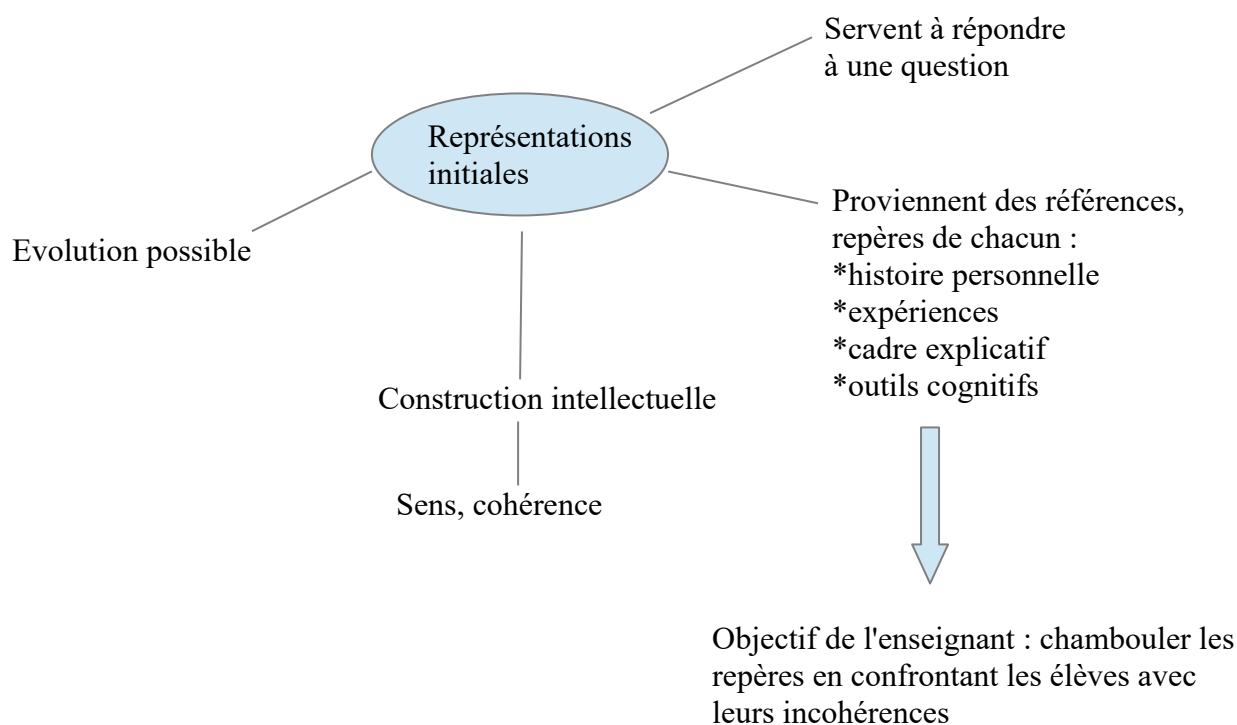 Servent à répondre
à une question
Représentations
initiales
Proviennent des références,
repères de chacun :
*histoire personnelle
*expériences
*cadre explicatif
*outils cognitifs
Evolution possible
Construction intellectuelle
Sens, cohérence
Objectif de l'enseignant : chambouler les
repères en confrontant les élèves avec
leurs incohérences